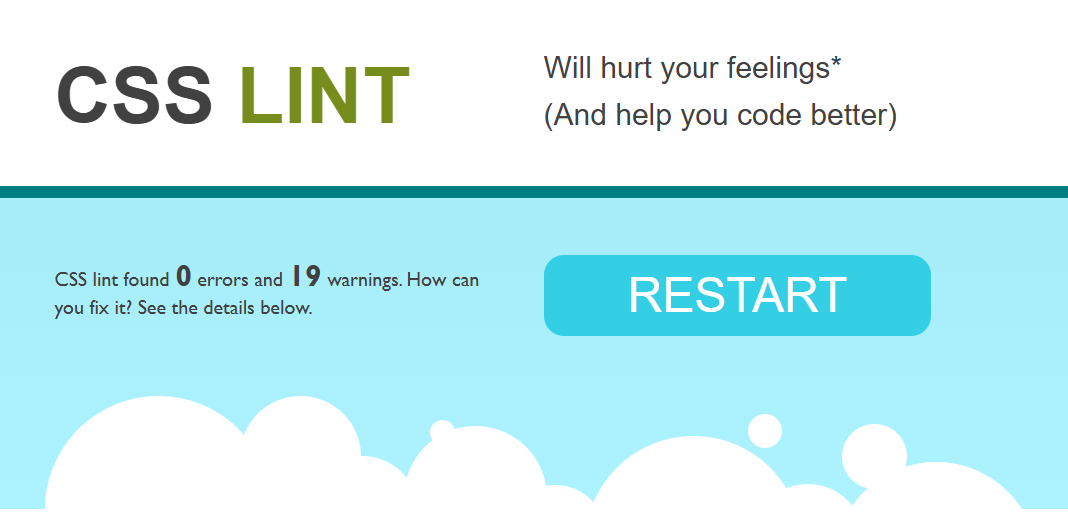 CSS LINT
Will hurt your feelings*
(And help you code better)
CSS lint found 0 errors and 19 warnings. How can
you fix it? See the details below.
RESTART